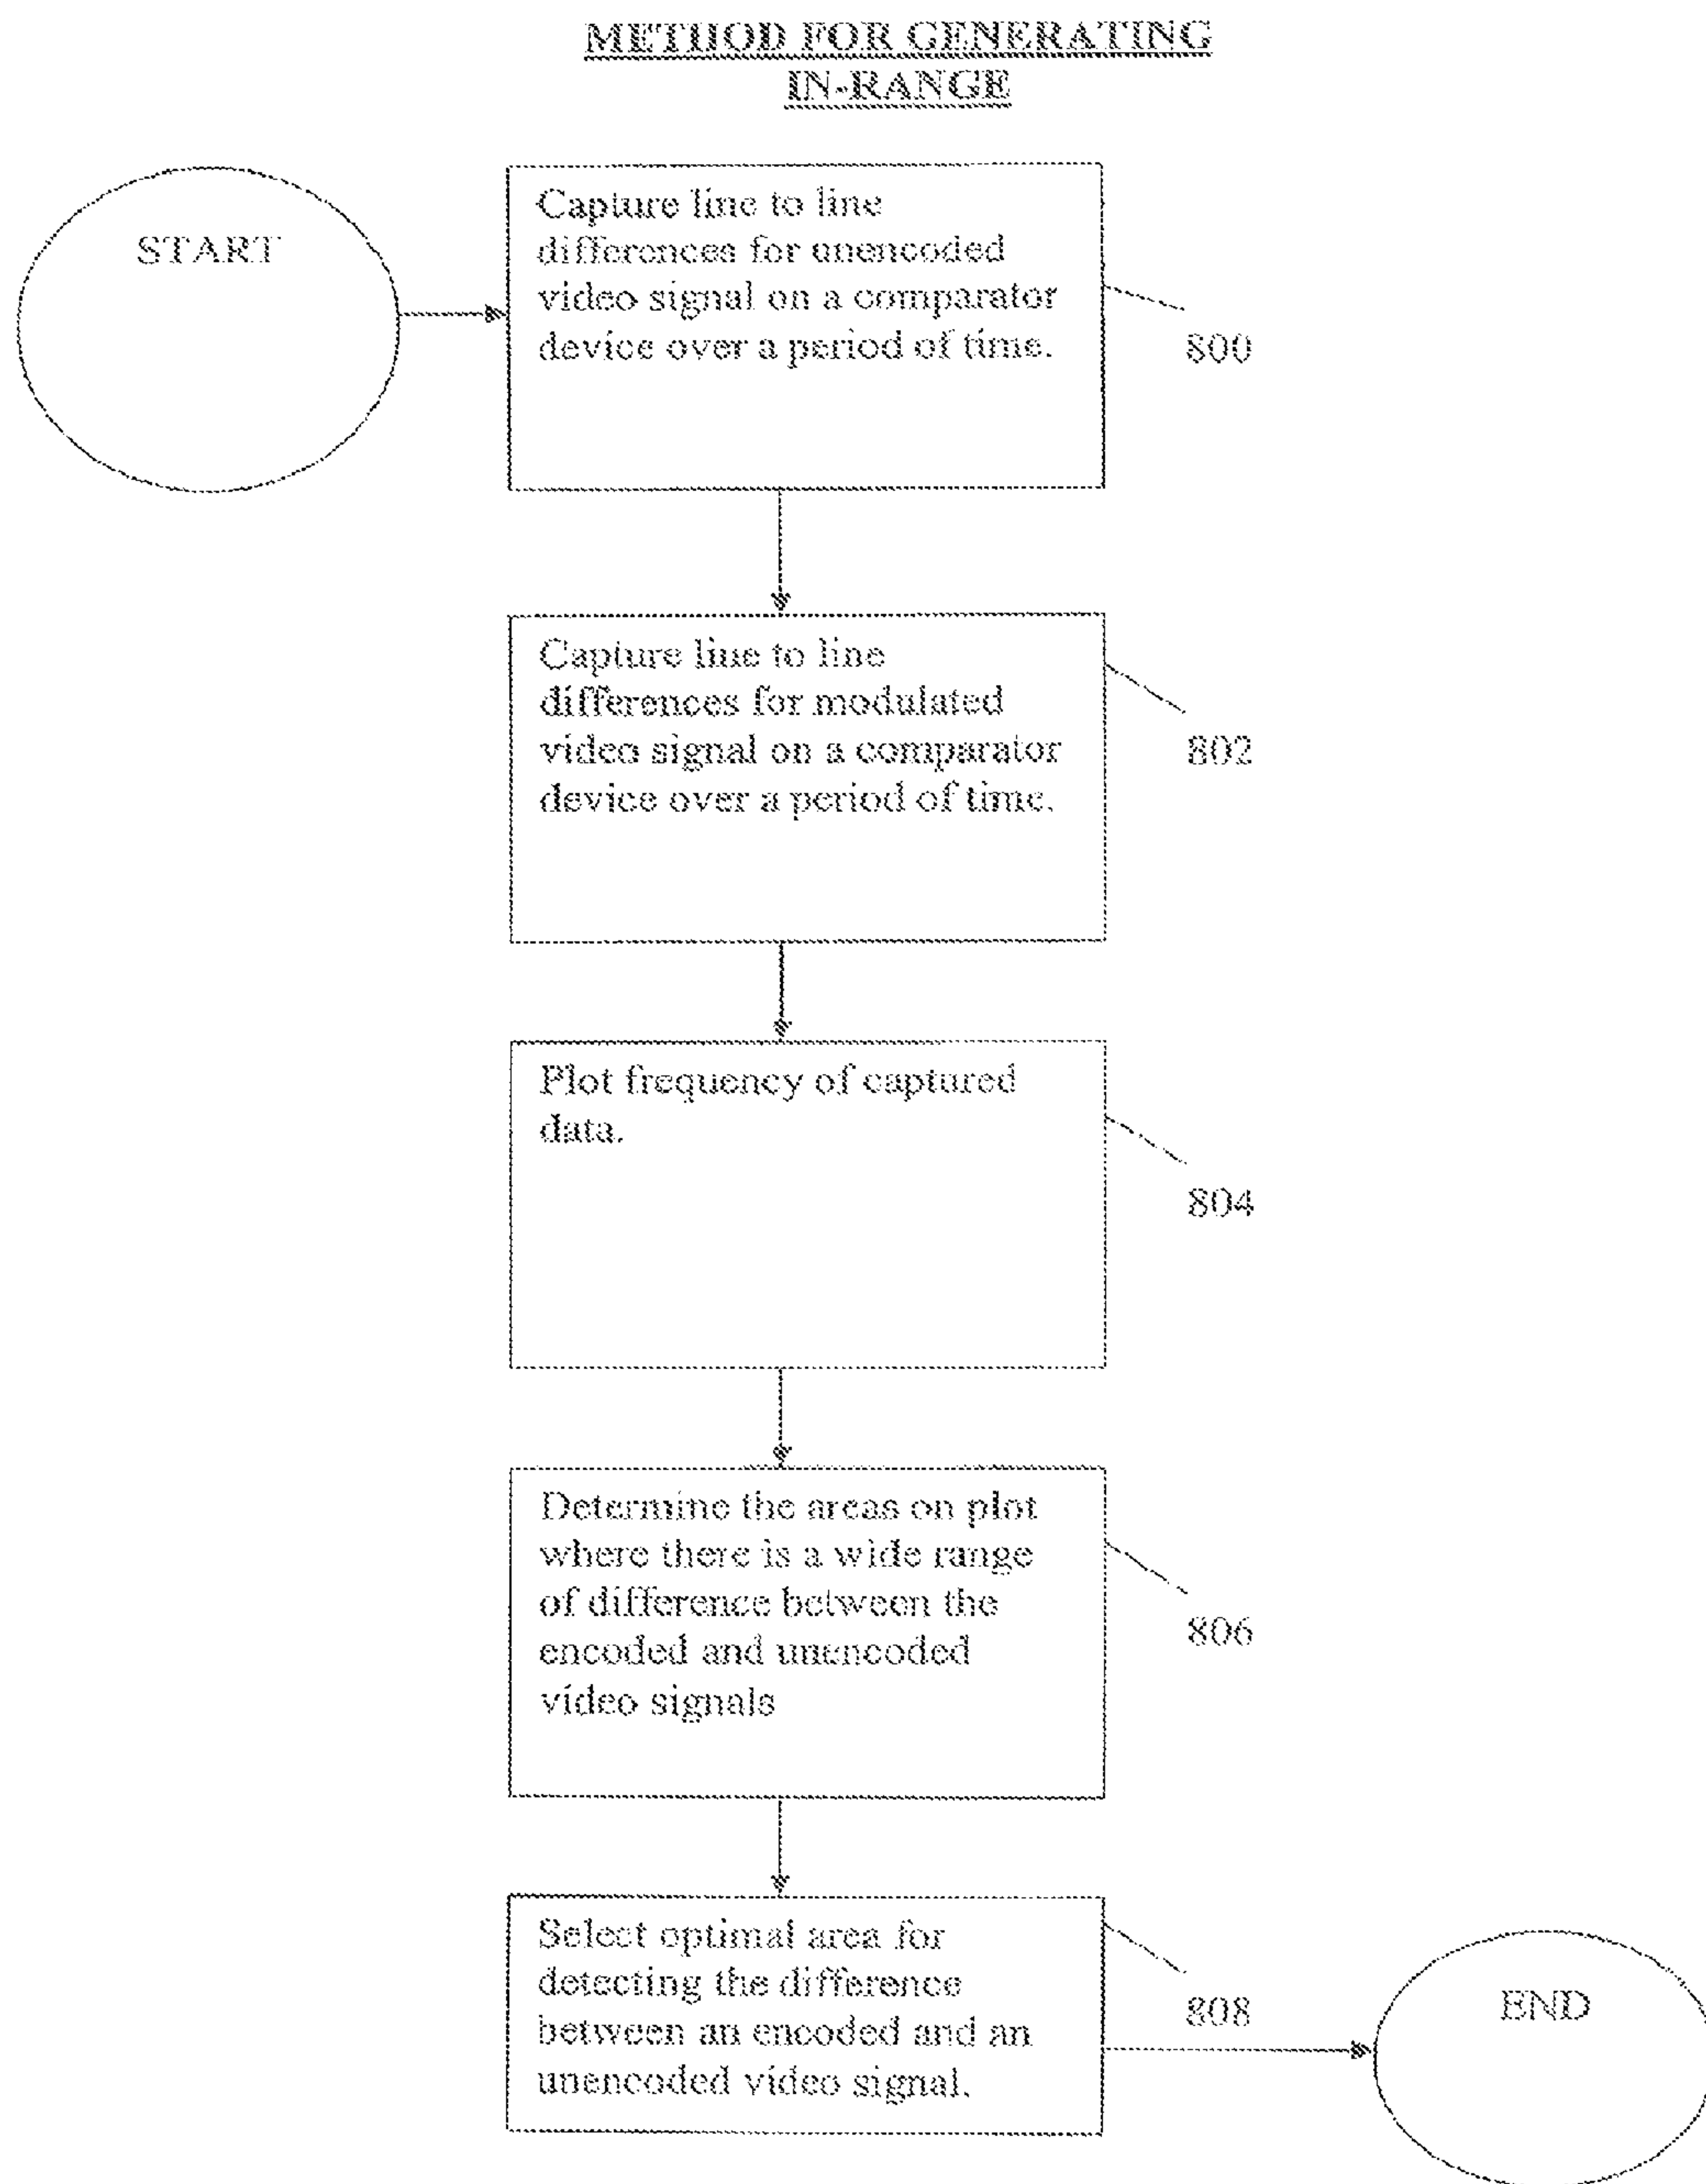 METHOD FOR GENERATING
IN-RANGE
START
Capture line to line
differences for unencoded
video signal on a comparator
device over a period of time.
800
Capture line to line
differences for modulated
video signal on a comparator
device over a period of time.
802
Plot frequency of captured
data.
804
Determine the areas on plot
where there is a wide range
of difference between the
encoded and unencoded
video signals
806
Select optimal area for
detecting the difference
between an encoded and an
unencoded video signal.
808
END